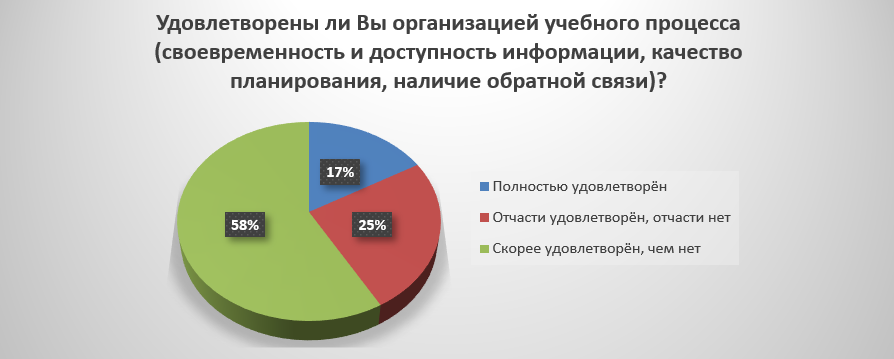 Удовлетворены ли Вы организацией учебного процесса
(своевременность и доступность информации, качество
планирования, наличие обратной связи)?
17%
58%
25%
Полностью удовлетворён
Отчасти удовлетворён, отчасти нет
Скорее удовлетворён, чем нет